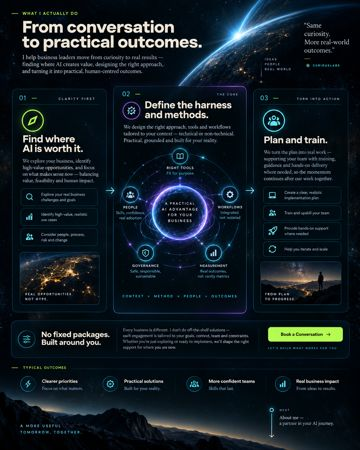 WHAT I ACTUALLY DO
From conversation
to practical outcomes.
I help business leaders move from curiosity to real results —
finding where AI creates value, designing the right approach,
and turning it into practical, human-centred outcomes.
"Same
curiosity.
More real-world
outcomes."
IDEAS
PEOPLE
REAL WORLD
01
CLARITY FIRST
Find where
AI is worth it.
We explore your business, identify
high-value opportunities, and focus
on what makes sense now — balancing
value, feasibility and human impact.
Explore your real business
challenges and goals
Identify high-value, realistic
use cases
Consider people, process,
risk and change
REAL OPPORTUNITIES.
NOT HYPE.
02
THE CORE
Define the harness
and methods.
We design the right approach, tools and workflows
tailored to your context — technical or non-technical.
Practical, grounded and built for your reality.
RIGHT TOOLS
Fit for purpose
PEOPLE
Skills, confidence,
real adoption
A PRACTICAL
AI ADVANTAGE
FOR YOUR
BUSINESS
WORKFLOWS
Integrated
not isolated
GOVERNANCE
Safe, responsible,
sustainable
MEASUREMENT
Real outcomes,
not vanity metrics
CONTEXT • METHOD • PEOPLE • OUTCOMES
03
TURN INTO ACTION
Plan and train.
We turn the plan into real work —
supporting your team with training,
guidance and hands-on delivery
where needed, so the momentum
continues after our work together.
Create a clear, realistic
implementation plan
Train and upskill your team
Provide hands-on support
where needed
Help you iterate and scale
FROM PLAN
TO PROGRESS.
No fixed packages.
Built around you.
Every business is different. I don't do off-the-shelf solutions —
each engagement is tailored to your goals, context, team and constraints.
Whether you're just exploring or ready to implement, we'll shape the right
support for where you are now.
Book a Conversation →
LET'S BUILD WHAT WORKS FOR YOU
TYPICAL OUTCOMES
Clearer priorities
Focus on what matters.
Practical solutions
Built for your reality.
More confident teams
Skills that last.
Real business impact
From ideas to results.
A MORE USEFUL
TOMORROW, TOGETHER.
NEXT
About me —
a partner in your AI journey.